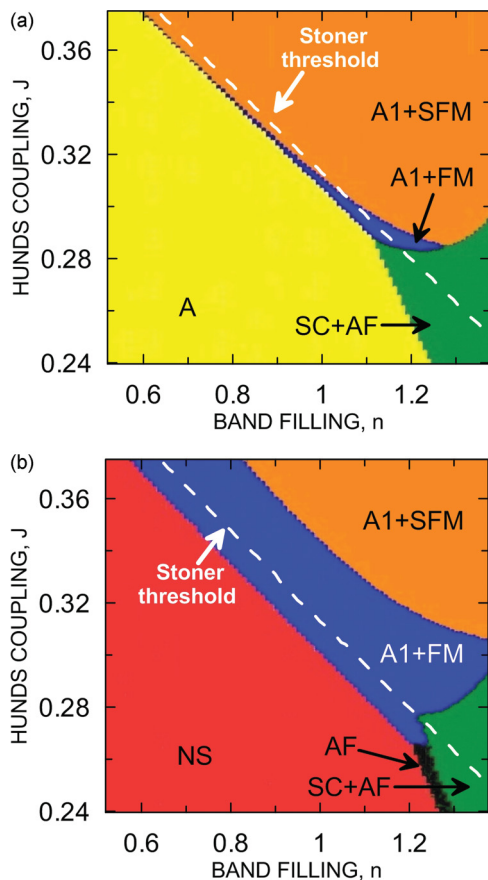 (a)
0.36
0.32
0.28
0.24
HUNDS COUPLING, J
Stoner
threshold
A1+SFM
A1+FM
A
SC+AF
0.6 0.8 1 1.2
BAND FILLING, n
(b)
0.36
0.32
0.28
0.24
HUNDS COUPLING, J
A1+SFM
Stoner
threshold
A1+FM
NS
AF
SC+AF
0.6 0.8 1 1.2
BAND FILLING, n